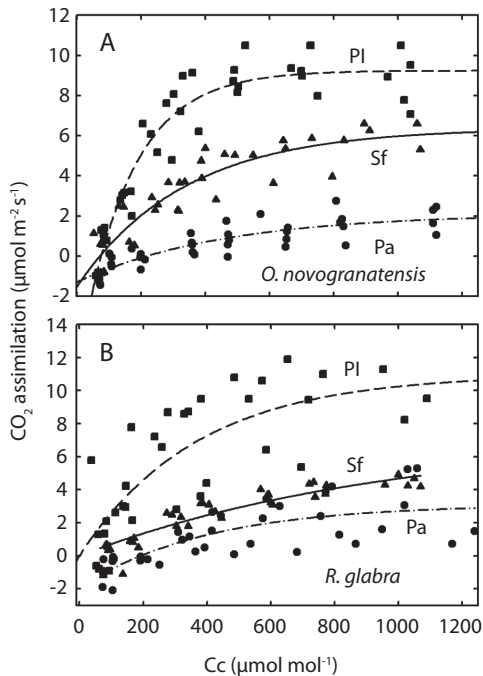 12
10
8
6
4
2
0
-2
A
PI
Sf
Pa
O. novogranatensis
CO2 assimilation (μmol m-2 s-1)
14
12
10
8
6
4
2
0
-2
B
PI
Sf
Pa
R. glabra
0 200 400 600 800 1000 1200
Cc (μmol mol-1)